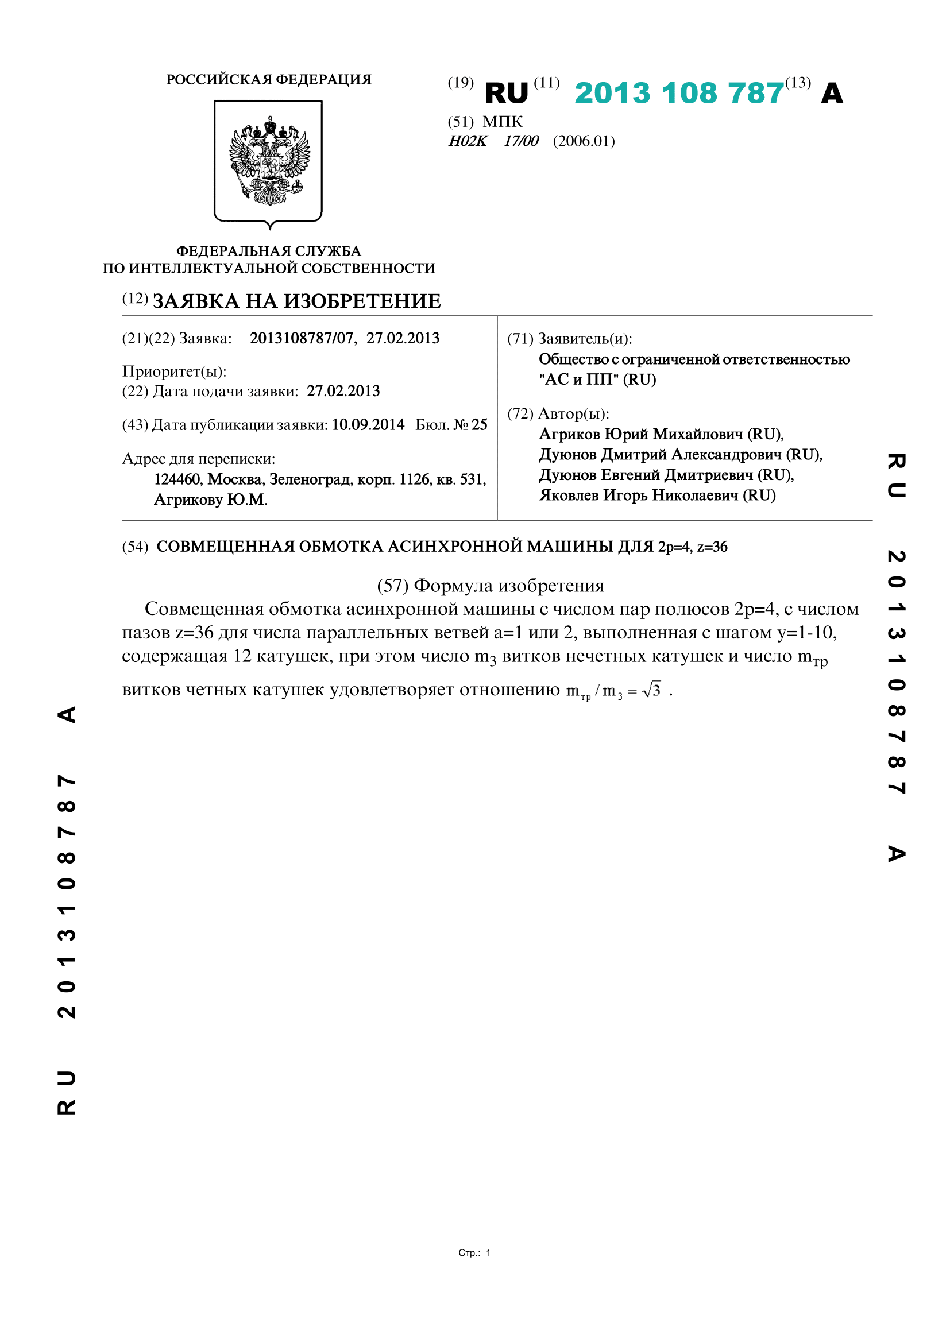 РОССИЙСКАЯ ФЕДЕРАЦИЯ
ФЕДЕРАЛЬНАЯ СЛУЖБА
ПО ИНТЕЛЛЕКТУАЛЬНОЙ СОБСТВЕННОСТИ
(19) RU (11) 2013 108 787 (13) A
(51) МПК
H02K 17/00 (2006.01)
(12) ЗАЯВКА НА ИЗОБРЕТЕНИЕ
(21)(22) Заявка: 2013108787/07, 27.02.2013
Приоритет(ы):
(22) Дата подачи заявки: 27.02.2013
(43) Дата публикации заявки: 10.09.2014 Бюл. № 25
Адрес для переписки:
124460, Москва, Зеленоград, корп. 1126, кв. 531,
Агрикову Ю.М.
(71) Заявитель(и):
Общество с ограниченной ответственностью
"АС и ПП" (RU)
(72) Автор(ы):
Агриков Юрий Михайлович (RU),
Дуюнов Дмитрий Александрович (RU),
Дуюнов Евгений Дмитриевич (RU),
Яковлев Игорь Николаевич (RU)
(54) СОВМЕЩЕННАЯ ОБМОТКА АСИНХРОННОЙ МАШИНЫ ДЛЯ 2p=4, z=36
(57) Формула изобретения
Совмещенная обмотка асинхронной машины с числом пар полюсов 2p=4, с числом
пазов z=36 для числа параллельных ветвей a=1 или 2, выполненная с шагом y=1-10,
содержащая 12 катушек, при этом число mз витков нечетных катушек и число mтр
витков четных катушек удовлетворяет отношению mтр / mз = √3 .
RU 2013108787 A
RU 2013108787 A
Стр.: 1